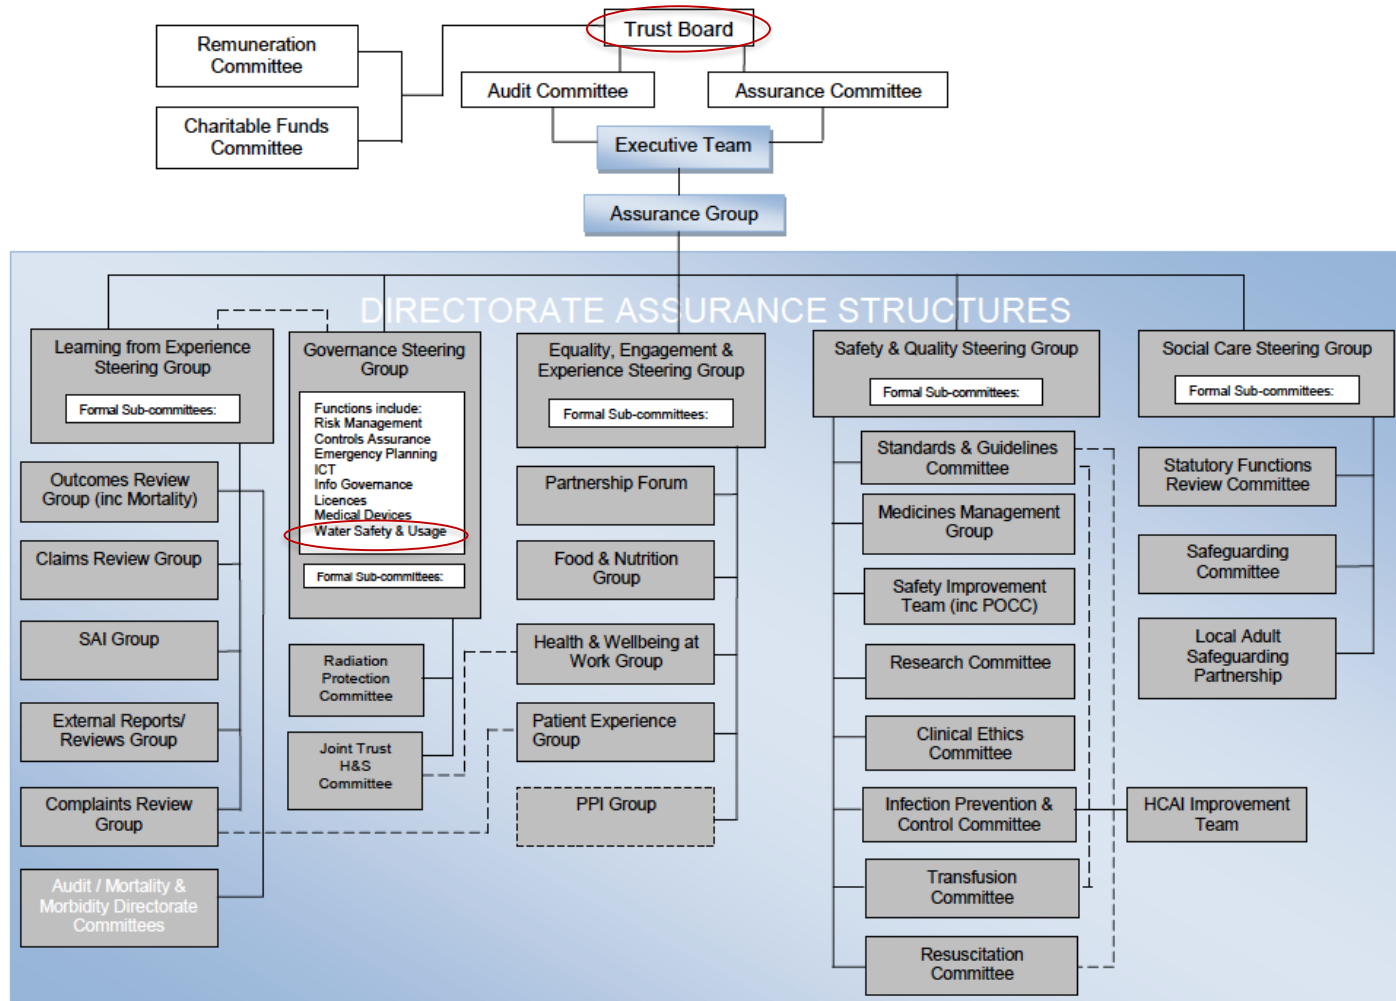 Trust Board
Remuneration
Committee
Audit Committee
Assurance Committee
Charitable Funds
Committee
Executive Team
Assurance Group
DIRECTORATE ASSURANCE STRUCTURES
Learning from Experience
Steering Group
Formal Sub-committees:
Outcomes Review
Group (inc Mortality)
Claims Review Group
SAI Group
External Reports/
Reviews Group
Complaints Review
Group
Audit / Mortality &
Morbidity Directorate
Committees
Governance Steering
Group
Functions include:
Risk Management
Controls Assurance
Emergency Planning
ICT
Info Governance
Licences
Medical Devices
Water Safety & Usage
Formal Sub-committees:
Radiation
Protection
Committee
Joint Trust
H&S
Committee
Equality, Engagement &
Experience Steering Group
Formal Sub-committees:
Partnership Forum
Food & Nutrition
Group
Health & Wellbeing at
Work Group
Patient Experience
Group
PPI Group
Safety & Quality Steering Group
Formal Sub-committees:
Standards & Guidelines
Committee
Medicines Management
Group
Safety Improvement
Team (inc POCC)
Research Committee
Clinical Ethics
Committee
Infection Prevention &
Control Committee
HCAI Improvement
Team
Transfusion
Committee
Resuscitation
Committee
Social Care Steering Group
Formal Sub-committees:
Statutory Functions
Review Committee
Safeguarding
Committee
Local Adult
Safeguarding
Partnership